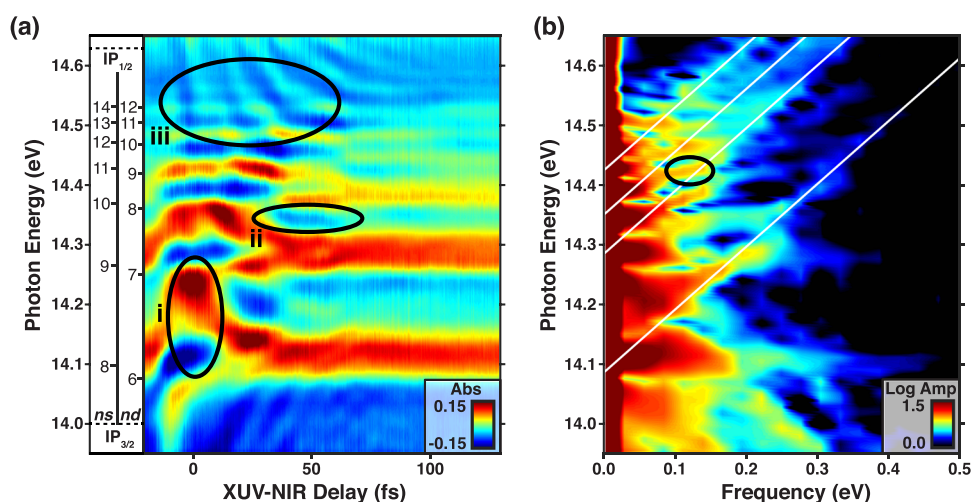 (a)
(b)
Photon Energy (eV)
14.6
14.5
14.4
14.3
14.2
14.1
14.0
IP1/2
14 12
13 11
12 10
11 9
10 8
9 7
8 6
ns nd
IP3/2
iii
ii
i
Abs
0.15
-0.15
0 50 100
XUV-NIR Delay (fs)
Photon Energy (eV)
14.6
14.5
14.4
14.3
14.2
14.1
14.0
Log Amp
1.5
0.0
0.0 0.1 0.2 0.3 0.4 0.5
Frequency (eV)